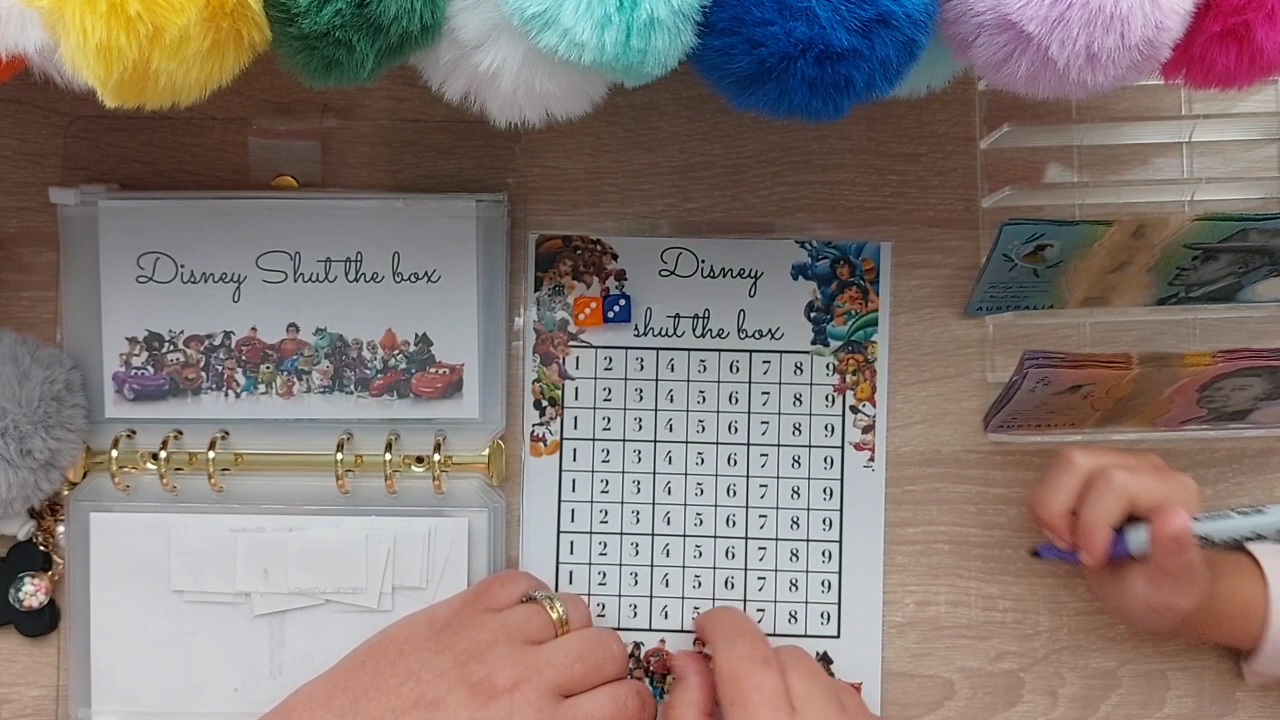 Disney Shut the box
Disney
shut the box
1 2 3 4 5 6 7 8 9
1 2 3 4 5 6 7 8 9
1 2 3 4 5 6 7 8 9
1 2 3 4 5 6 7 8 9
1 2 3 4 5 6 7 8 9
1 2 3 4 5 6 7 8 9
1 2 3 4 5 6 7 8 9
1 2 3 4 5 6 7 8 9
2 3 4 5 7 8 9
AUSTRALIA
AUSTRALIA